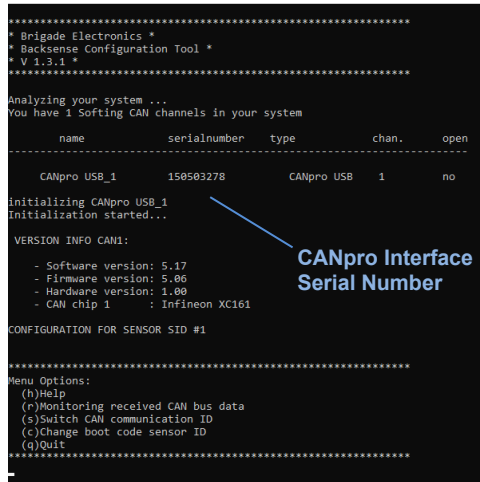 ***************************************************************
* Brigade Electronics *
* Backsense Configuration Tool *
* V 1.3.1 *
***************************************************************
Analyzing your system ...
You have 1 Softing CAN channels in your system
name serialnumber type chan. open
------------------------------------------------------------------------
CANpro USB_1 150503278 CANpro USB 1 no
initializing CANpro USB_1
Initialization started...
VERSION INFO CAN1:
- Software version: 5.17
- Firmware version: 5.06
- Hardware version: 1.00
- CAN chip 1 : Infineon XC161
CANpro Interface
Serial Number
CONFIGURATION FOR SENSOR SID #1
***************************************************************
Menu Options:
(h)Help
(r)Monitoring received CAN bus data
(s)Switch CAN communication ID
(c)Change boot code sensor ID
(q)Quit
***************************************************************